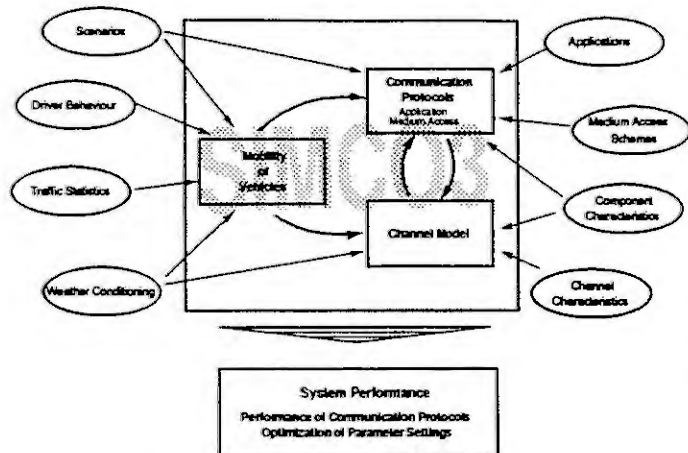 Scenarios
Applications
Communication
Protocols
Application
Medium Access
Driver Behaviour
Medium Access
Schemes
SIMCO3
Mobility
of
Vehicles
Traffic Statistics
Component
Characteristics
Channel Model
Weather Conditioning
Channel
Characteristics
System Performance
Performance of Communication Protocols
Optimization of Parameter Settings